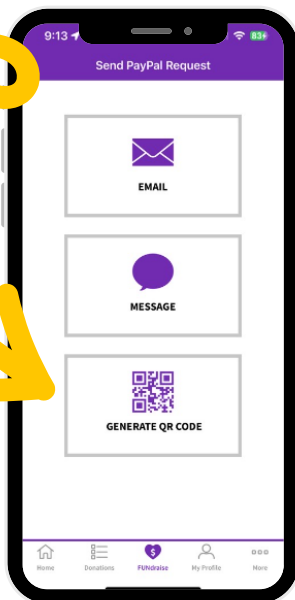 9:13
83+
Send PayPal Request
EMAIL
MESSAGE
GENERATE QR CODE
$
Home Donations FUNdraise My Profile More